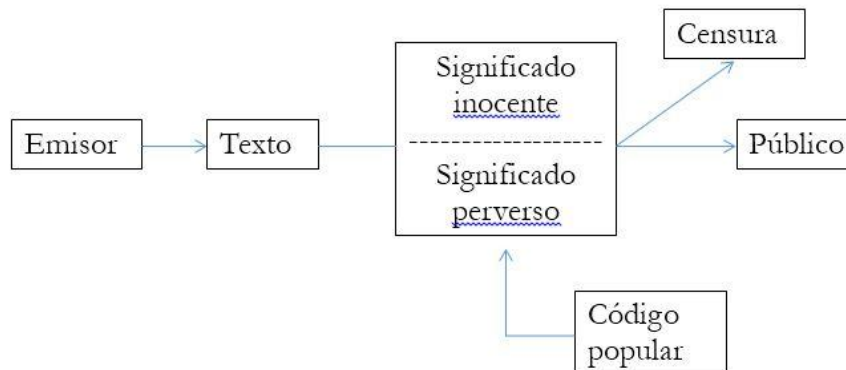 Censura
Significado
inocente
Emisor
Texto
Público
Significado
perverso
Código
popular